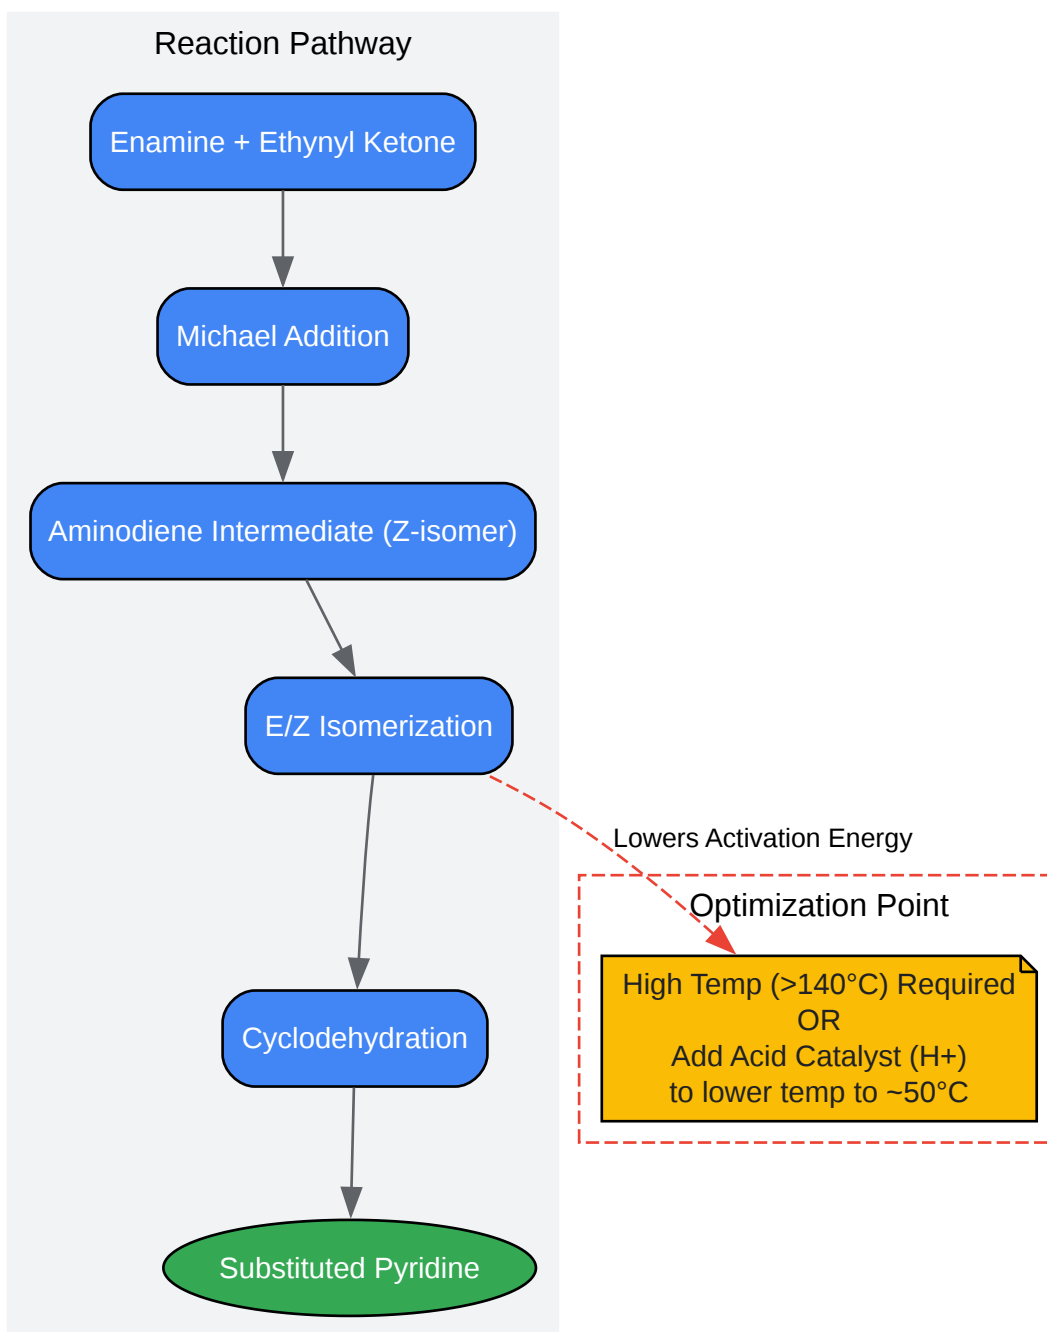 Reaction Pathway
Enamine + Ethynyl Ketone
Michael Addition
Aminodiene Intermediate (Z-isomer)
E/Z Isomerization
Lowers Activation Energy
Optimization Point
High Temp (>140°C) Required
OR
Add Acid Catalyst (H+)
to lower temp to ~50°C
Cyclodehydration
Substituted Pyridine